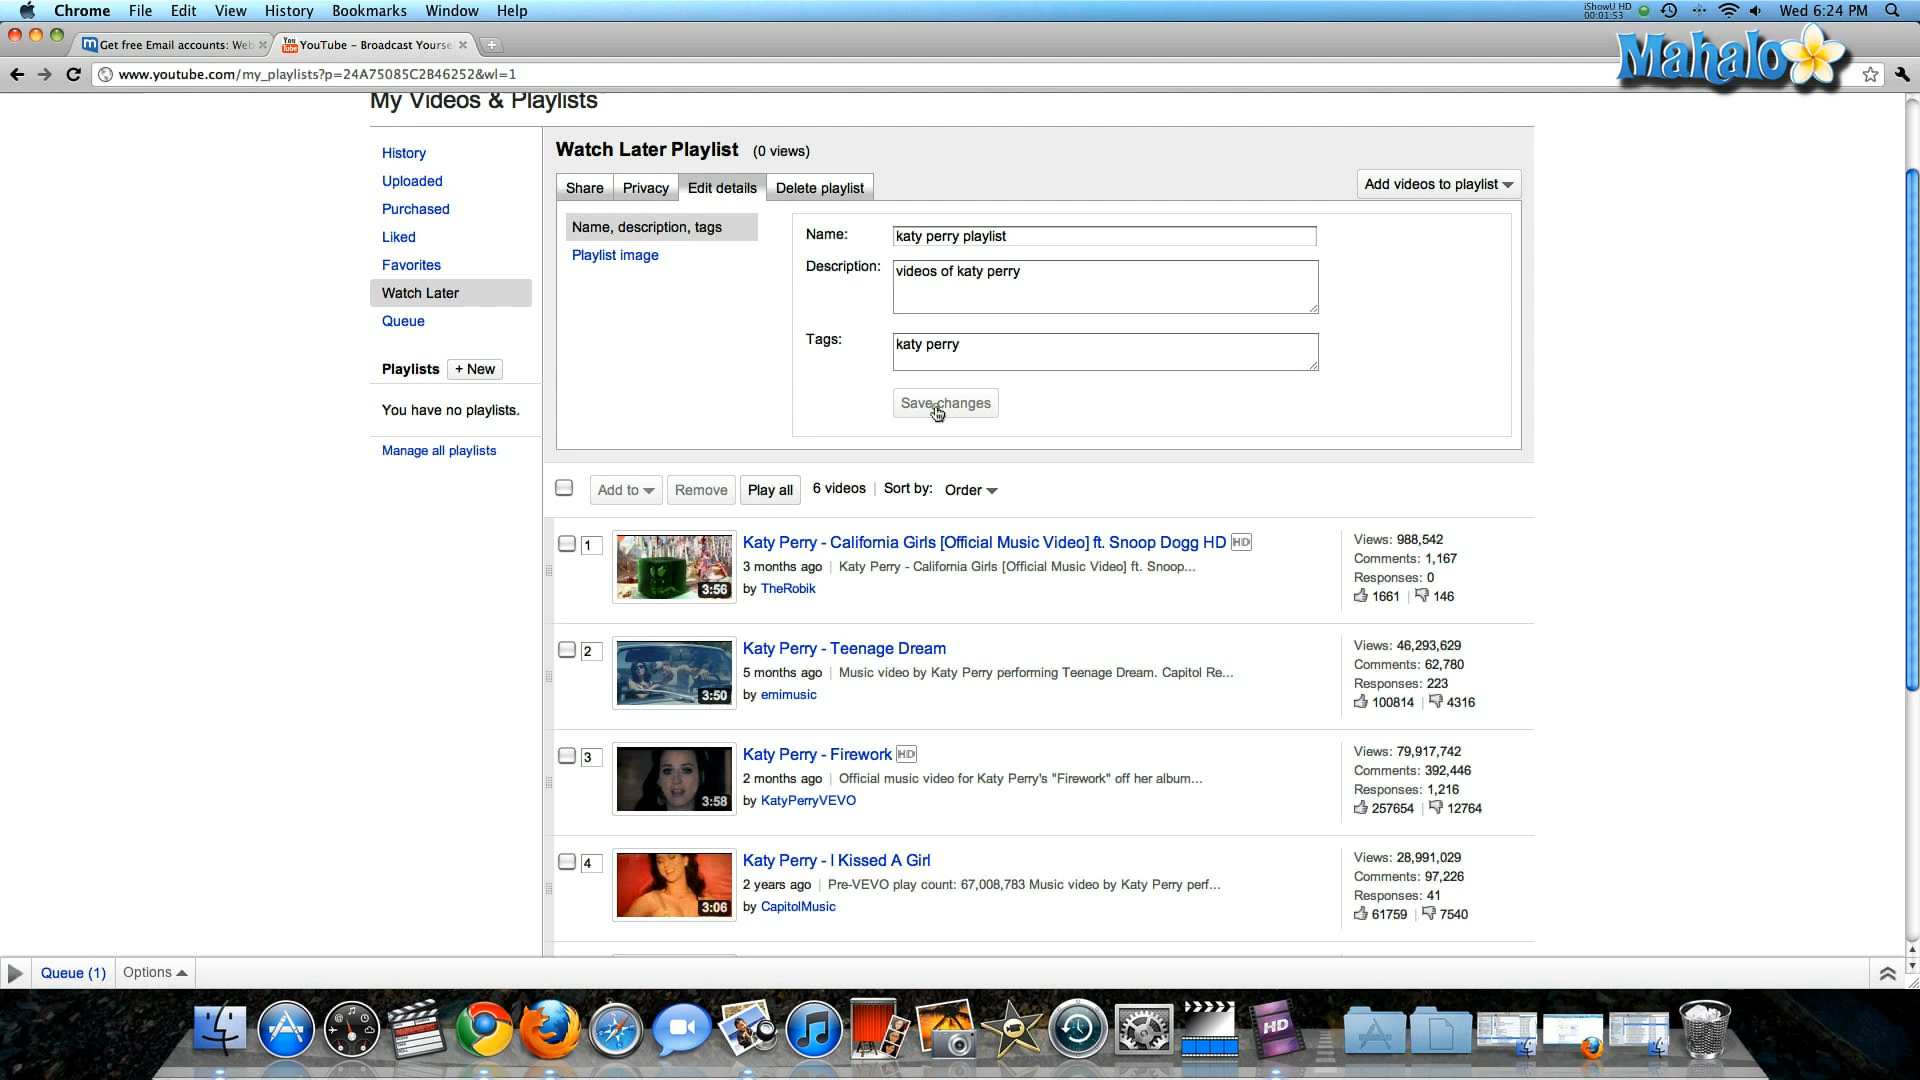 Chrome File Edit View History Bookmarks Window Help
iShowU HD
00:01:53
Wed 6:24 PM
Get free Email accounts: Web
YouTube - Broadcast Yourse
www.youtube.com/my_playlists?p=24A75085C2B46252&wl=1
Mahalo
My Videos & Playlists
History
Uploaded
Purchased
Liked
Favorites
Watch Later
Queue
Playlists + New
You have no playlists.
Manage all playlists
Watch Later Playlist (0 views)
Share Privacy Edit details Delete playlist
Add videos to playlist
Name, description, tags
Playlist image
Name: katy perry playlist
Description: videos of katy perry
Tags: katy perry
Save changes
Add to Remove Play all 6 videos Sort by: Order
1
3:56
Katy Perry - California Girls [Official Music Video] ft. Snoop Dogg HD HD
3 months ago Katy Perry - California Girls [Official Music Video] ft. Snoop...
by TheRobik
Views: 988,542
Comments: 1,167
Responses: 0
1661 146
2
3:50
Katy Perry - Teenage Dream
5 months ago Music video by Katy Perry performing Teenage Dream. Capitol Re...
by emimusic
Views: 46,293,629
Comments: 62,780
Responses: 223
100814 4316
3
3:58
Katy Perry - Firework HD
2 months ago Official music video for Katy Perry's "Firework" off her album...
by KatyPerryVEVO
Views: 79,917,742
Comments: 392,446
Responses: 1,216
257654 12764
4
3:06
Katy Perry - I Kissed A Girl
2 years ago Pre-VEVO play count: 67,008,783 Music video by Katy Perry perf...
by CapitolMusic
Views: 28,991,029
Comments: 97,226
Responses: 41
61759 7540
Queue (1) Options
HD